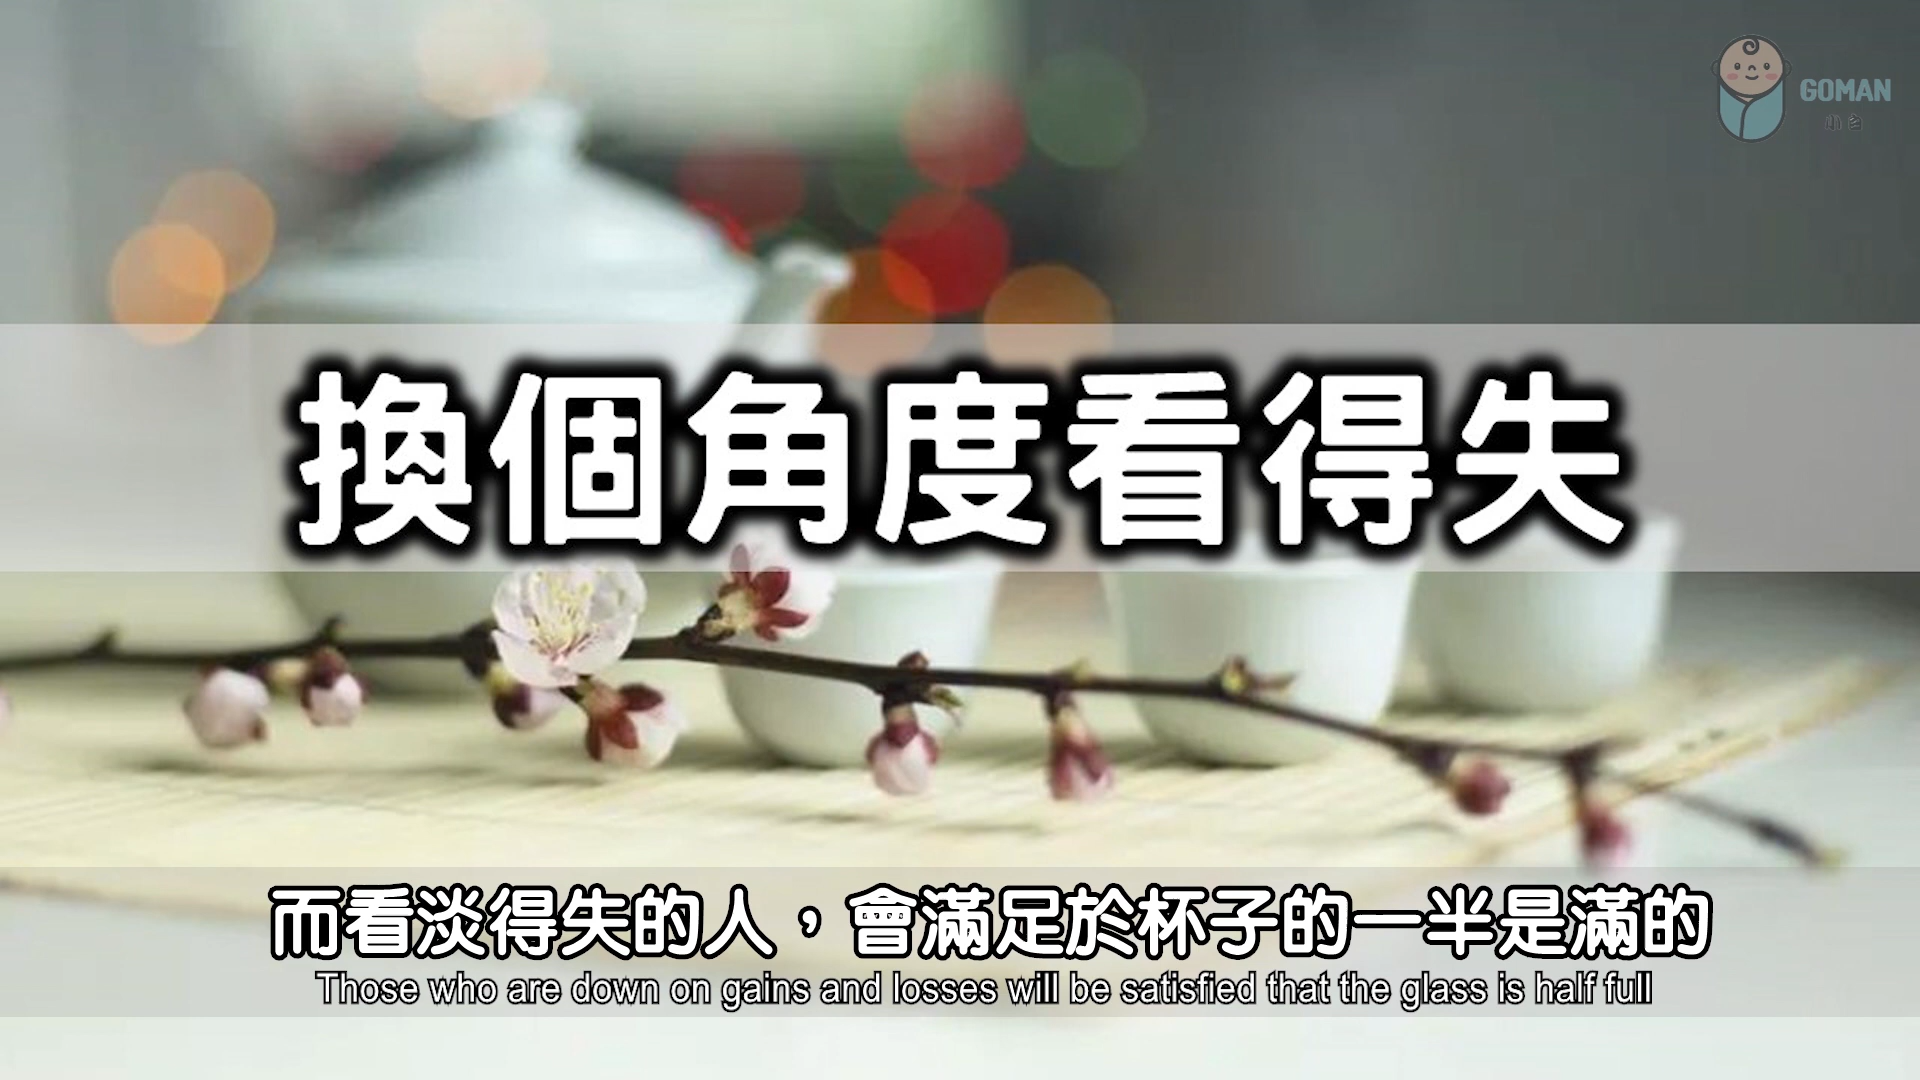 GOMAN
換個角度看得失
而看淡得失的人，會滿足於杯子的一半是滿的
Those who are down on gains and losses will be satisfied that the glass is half full